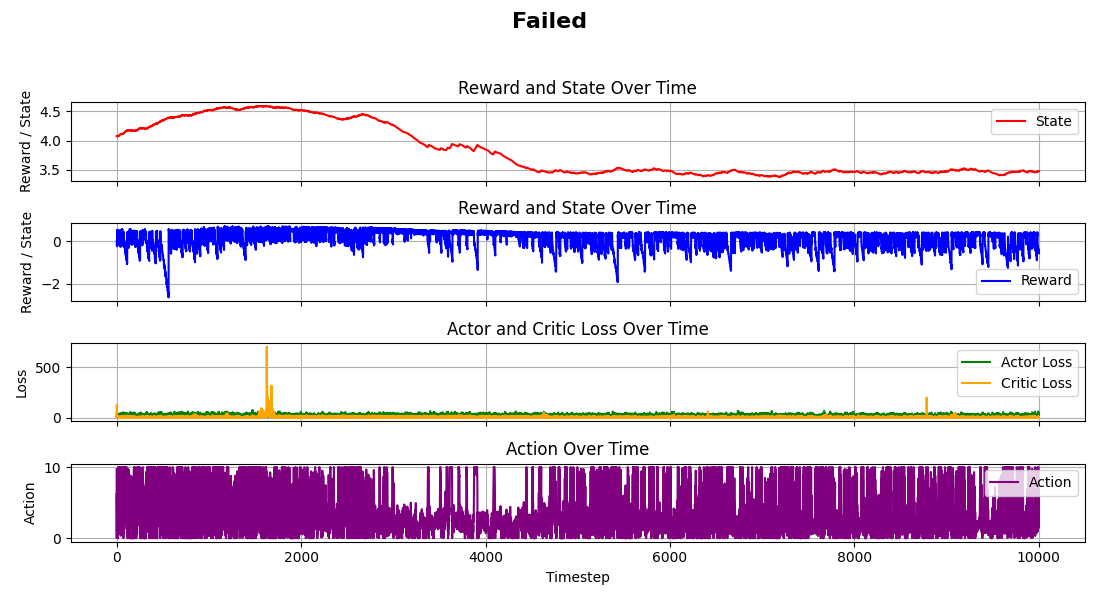 Failed
Reward and State Over Time
Reward / State
4.5
4.0
3.5
State
Reward and State Over Time
Reward / State
0
−2
Reward
Actor and Critic Loss Over Time
Loss
500
0
Actor Loss
Critic Loss
Action Over Time
Action
10
0
Action
0 2000 4000 6000 8000 10000
Timestep